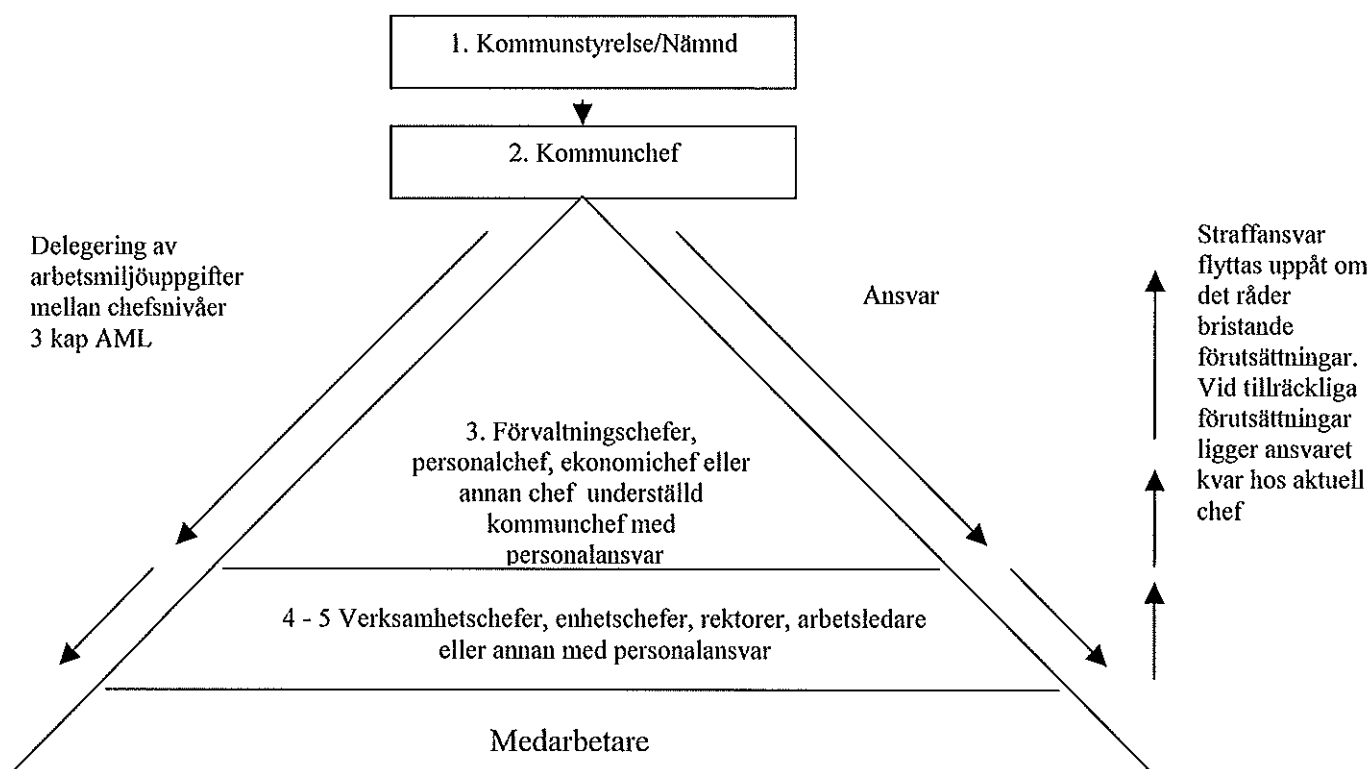 1. Kommunstyrelse/Nämnd
2. Kommunchef
Delegering av
arbetsmiljöuppgifter
mellan chefsnivåer
3 kap AML
Ansvar
Straffansvar
flyttas uppåt om
det råder
bristande
förutsättningar.
Vid tillräckliga
förutsättningar
ligger ansvaret
kvar hos aktuell
chef
3. Förvaltningschefer,
personalchef, ekonomichef eller
annan chef underställd
kommunchef med
personalansvar
4 - 5 Verksamhetschefer, enhetschefer, rektorer, arbetsledare
eller annan med personalansvar
Medarbetare